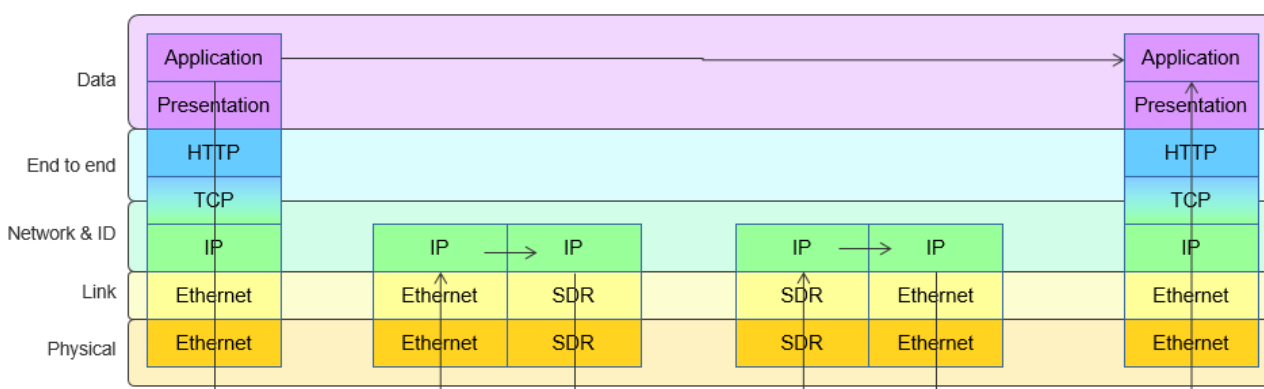 Data
Application
Application
Presentation
Presentation
End to end
HTTP
HTTP
TCP
TCP
Network & ID
IP
IP
IP
IP
IP
IP
Link
Ethernet
Ethernet
SDR
SDR
Ethernet
Ethernet
Physical
Ethernet
Ethernet
SDR
SDR
Ethernet
Ethernet